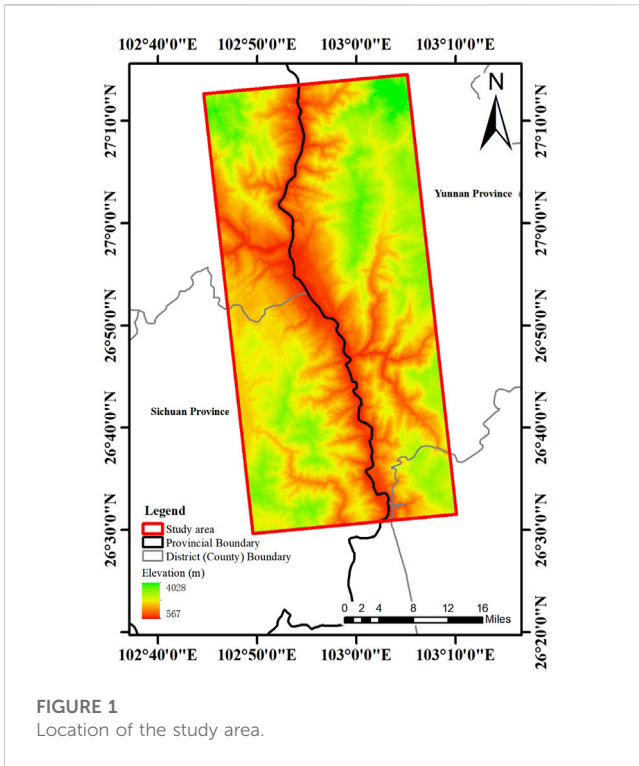 102°40'0"E 102°50'0"E 103°0'0"E 103°10'0"E
N
27°10'0"N 27°10'0"N
Yunnan Province
27°0'0"N 27°0'0"N
26°50'0"N 26°50'0"N
Sichuan Province
26°40'0"N 26°40'0"N
Legend
Study area
Provincial Boundary
District (County) Boundary
Elevation (m)
4028
567
26°30'0"N 26°30'0"N
0 2 4 8 12 16
Miles
26°20'0"N
102°40'0"E 102°50'0"E 103°0'0"E 103°10'0"E
FIGURE 1
Location of the study area.